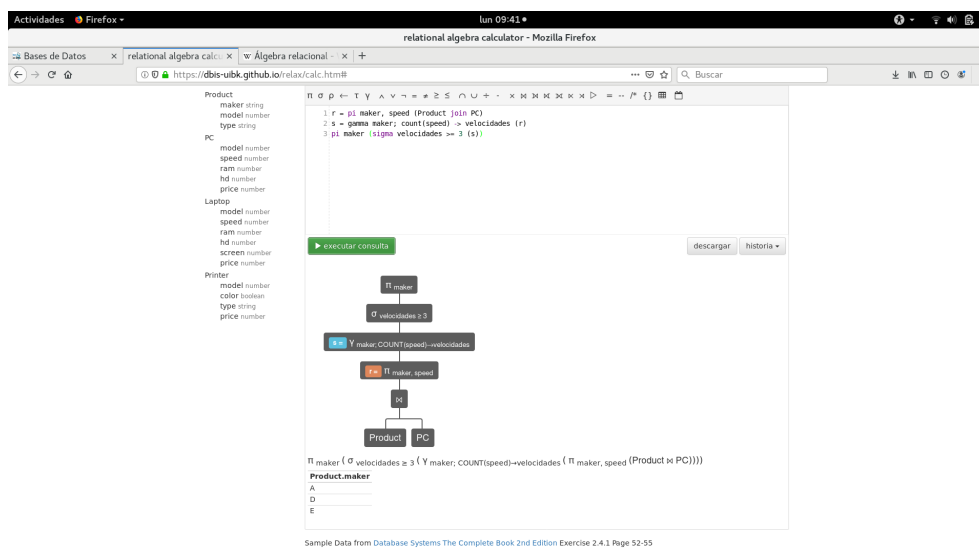 Actividades Firefox ▾ lun 09:41 ●
relational algebra calculator - Mozilla Firefox
Bases de Datos × relational algebra calcu × W Álgebra relacional - × +
https://dbis-uibk.github.io/relax/calc.htm# ··· Buscar
π σ ρ ← τ γ ∧ ∨ ¬ = ≠ ≥ ≤ ∩ ∪ ÷ - × ⋈ ⟕ ⟖ ⟗ ⋉ ⋊ ▷ = -- /* {}
Product
maker string
model number
type string
PC
model number
speed number
ram number
hd number
price number
Laptop
model number
speed number
ram number
hd number
screen number
price number
Printer
model number
color boolean
type string
price number
1 r = pi maker, speed (Product join PC)
2 s = gamma maker; count(speed) -> velocidades (r)
3 pi maker (sigma velocidades >= 3 (s))
▶ executar consulta descargar historia ▾
π maker
σ velocidades ≥ 3
s = γ maker; COUNT(speed)→velocidades
r = π maker, speed
⋈
Product PC
π maker ( σ velocidades ≥ 3 ( γ maker; COUNT(speed)→velocidades ( π maker, speed (Product ⋈ PC))))
Product.maker
A
D
E
Sample Data from Database Systems The Complete Book 2nd Edition Exercise 2.4.1 Page 52-55